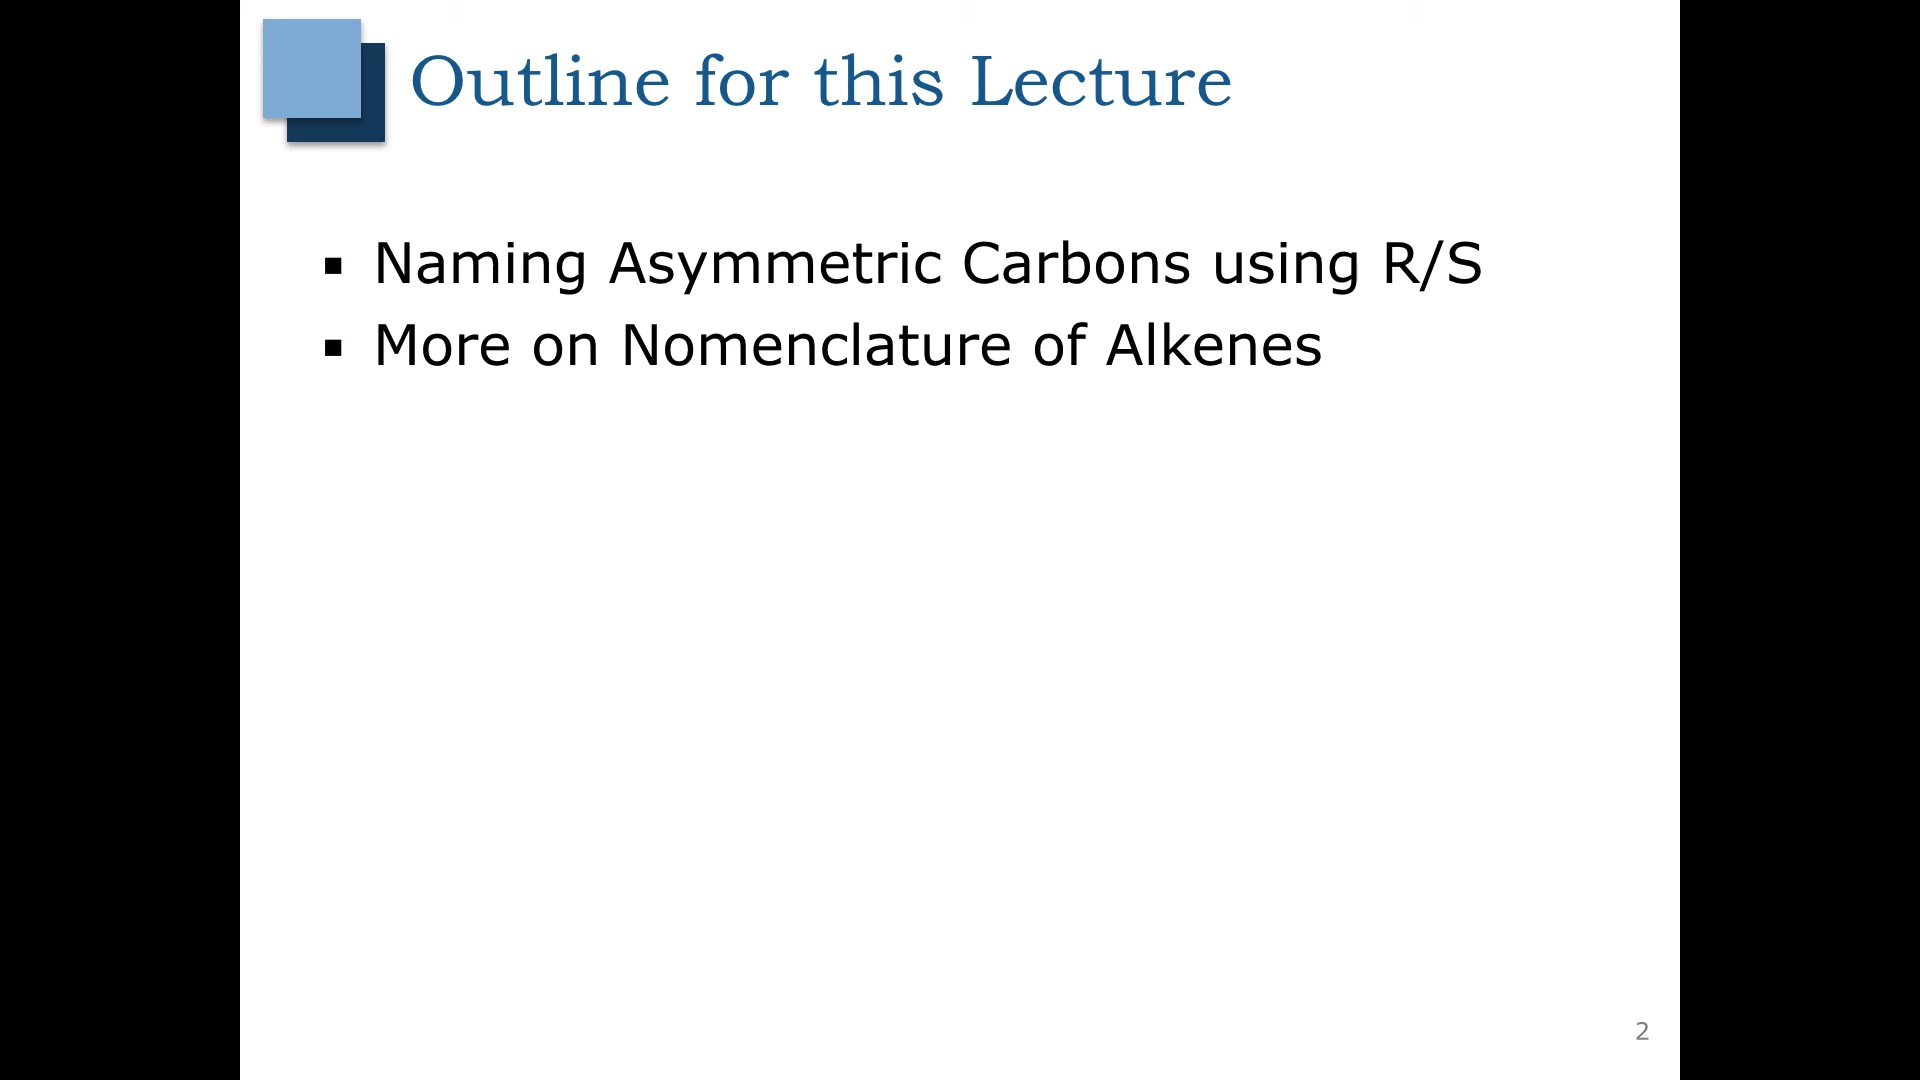 Outline for this Lecture
▪ Naming Asymmetric Carbons using R/S
▪ More on Nomenclature of Alkenes
2